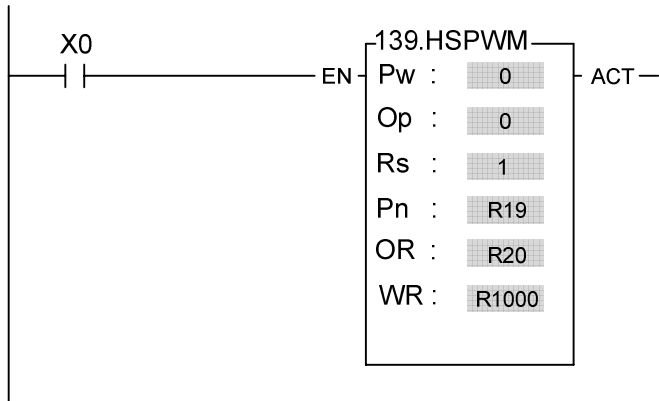 X0
139.HSPWM
EN
Pw : 0
ACT
Op : 0
Rs : 1
Pn : R19
OR : R20
WR : R1000